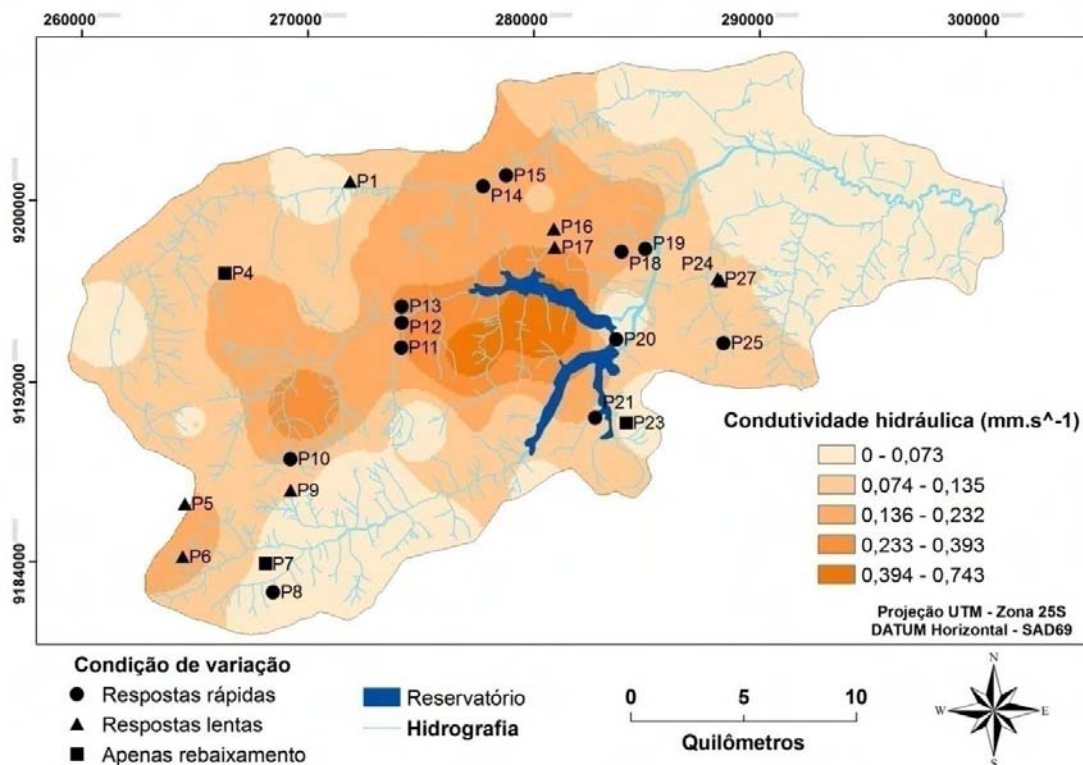 260000 270000 280000 290000 300000
9200000
9192000
9184000
P1
P15
P14
P16
P17
P19
P18
P24
P27
P4
P13
P12
P11
P20
P25
P21
P23
P10
P9
P5
P6
P7
P8
Condutividade hidráulica (mm.s^-1)
0 - 0,073
0,074 - 0,135
0,136 - 0,232
0,233 - 0,393
0,394 - 0,743
Projeção UTM - Zona 25S
DATUM Horizontal - SAD69
Condição de variação
Respostas rápidas
Respostas lentas
Apenas rebaixamento
Reservatório
Hidrografia
0 5 10
Quilômetros
N
W E
S